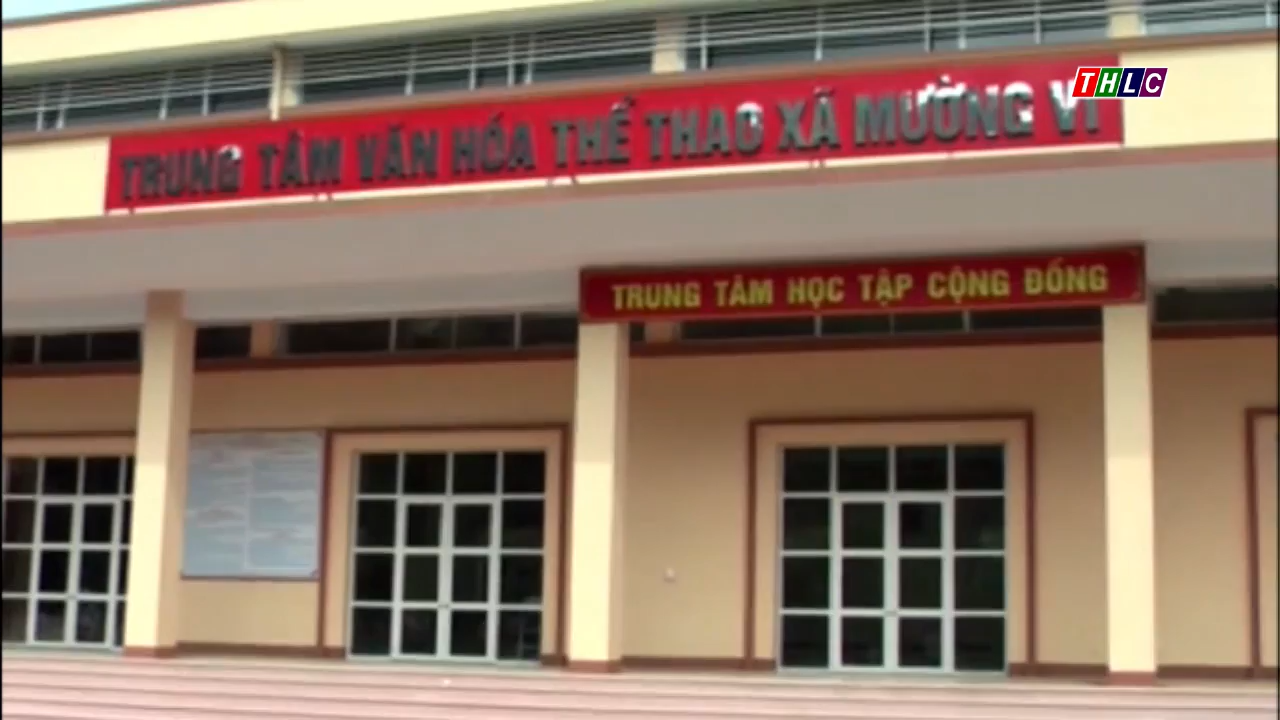 THLC
TRUNG TÂM VĂN HÓA THỂ THAO XÃ MƯỜNG VI
TRUNG TÂM HỌC TẬP CỘNG ĐỒNG